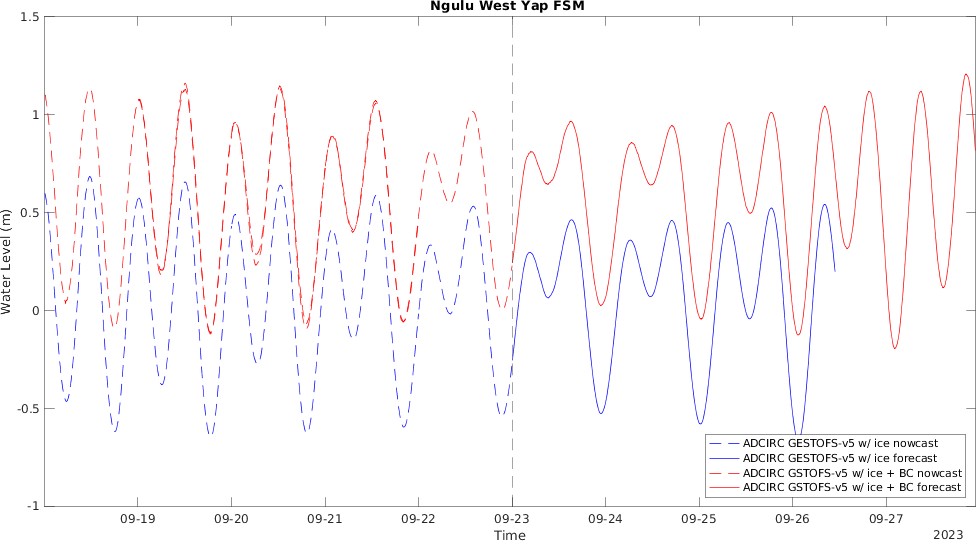 Ngulu West Yap FSM
1.5
1
0.5
0
-0.5
-1
Water Level (m)
ADCIRC GESTOFS-v5 w/ ice nowcast
ADCIRC GESTOFS-v5 w/ ice forecast
ADCIRC GSTOFS-v5 w/ ice + BC nowcast
ADCIRC GSTOFS-v5 w/ ice + BC forecast
09-19 09-20 09-21 09-22 09-23 09-24 09-25 09-26 09-27
Time
2023